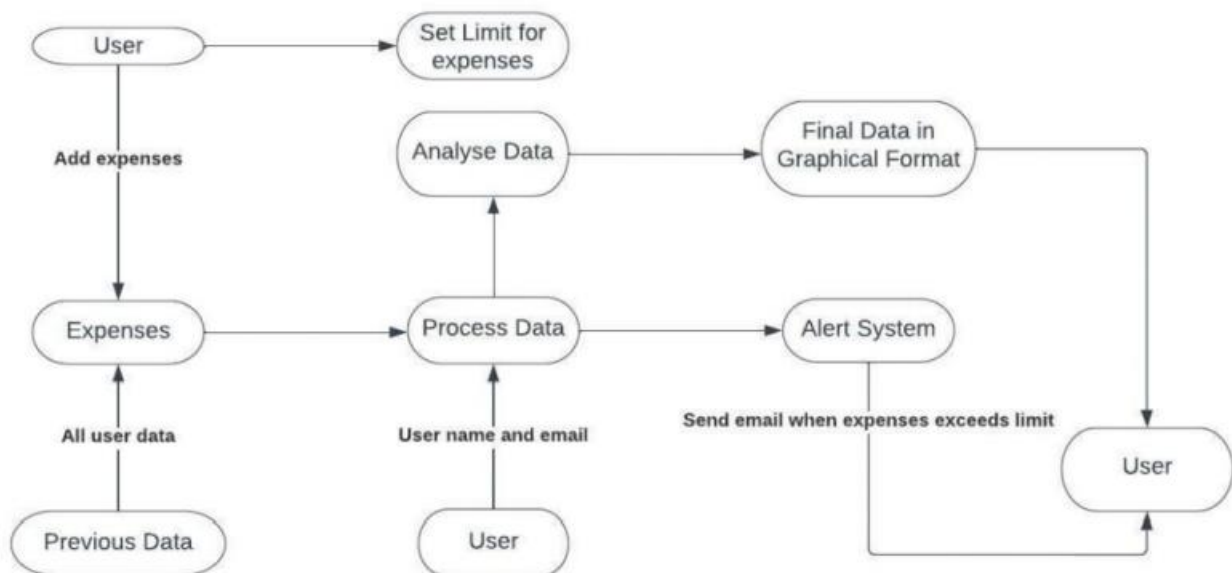 User
Set Limit for
expenses
Add expenses
Analyse Data
Final Data in
Graphical Format
Expenses
Process Data
Alert System
All user data
User name and email
Send email when expenses exceeds limit
User
Previous Data
User